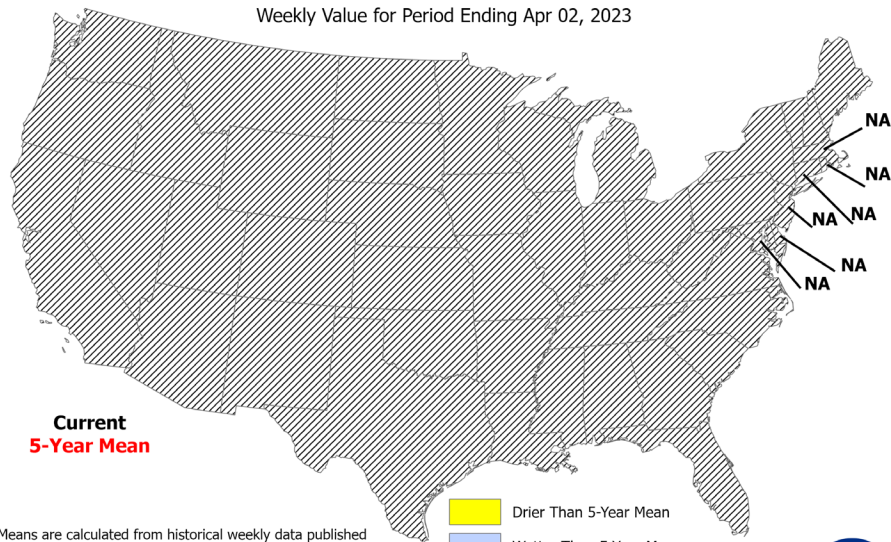 Weekly Value for Period Ending Apr 02, 2023
NA
NA
NA
NA
NA
NA
Current
5-Year Mean
Drier Than 5-Year Mean
Means are calculated from historical weekly data published